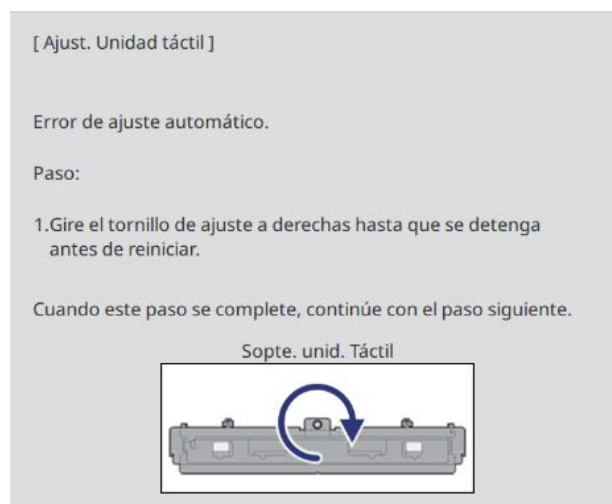 [ Ajust. Unidad táctil ]
Error de ajuste automático.
Paso:
1.Gire el tornillo de ajuste a derechas hasta que se detenga
antes de reiniciar.
Cuando este paso se complete, continúe con el paso siguiente.
Sopte. unid. Táctil